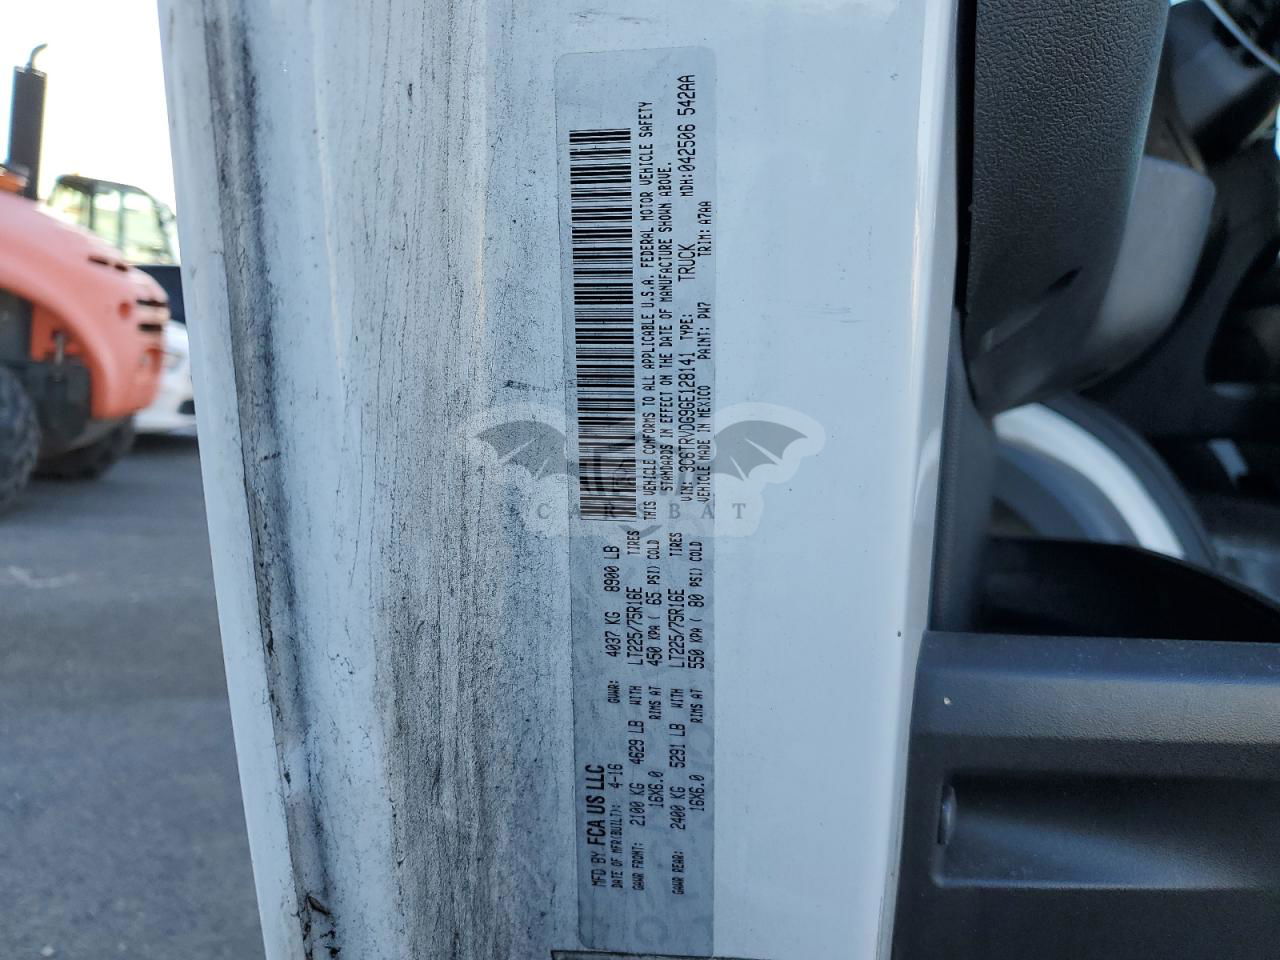 MFD BY FCA US LLC
DATE OF MFR(BUILT): 4-16 GVWR: 4037 KG 8900 LB
GAWR FRONT: 2100 KG 4629 LB WITH LT225/75R16E TIRES
16X6.0 RIMS AT 450 KPA ( 65 PSI) COLD
GAWR REAR: 2400 KG 5291 LB WITH LT225/75R16E TIRES
16X6.0 RIMS AT 550 KPA ( 80 PSI) COLD
THIS VEHICLE CONFORMS TO ALL APPLICABLE U.S.A. FEDERAL MOTOR VEHICLE SAFETY
STANDARDS IN EFFECT ON THE DATE OF MANUFACTURE SHOWN ABOVE.
VIN: 3C6TRVDG9GE128141 TYPE: TRUCK MDH:042506 542AA
VEHICLE MADE IN MEXICO PAINT: PW7 TRIM: A7AA
CARSBAT